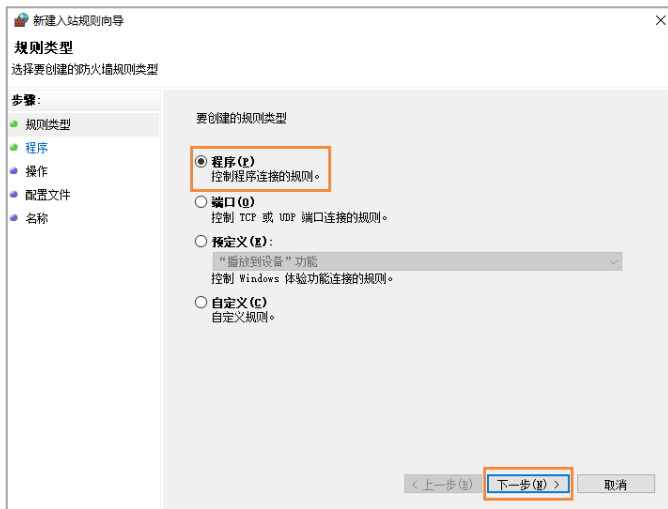 新建入站规则向导
规则类型
选择要创建的防火墙规则类型
步骤:
规则类型
程序
操作
配置文件
名称
要创建的规则类型
程序(P)
控制程序连接的规则。
端口(O)
控制 TCP 或 UDP 端口连接的规则。
预定义(E):
“播放到设备”功能
控制 Windows 体验功能连接的规则。
自定义(C)
自定义规则。
< 上一步(B)
下一步(N) >
取消